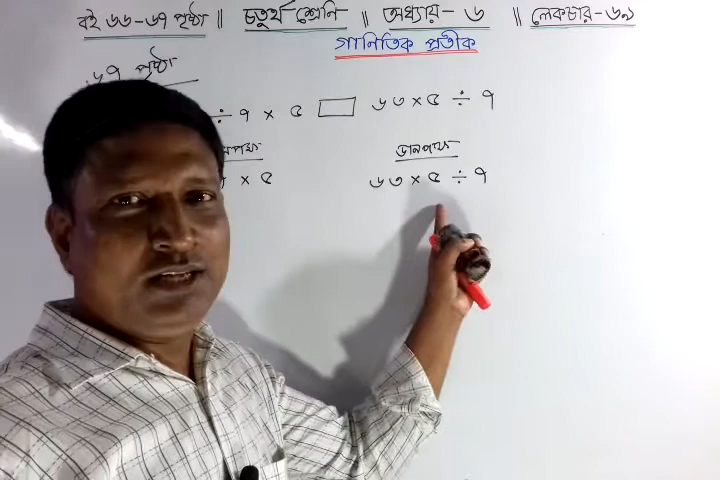 বই ৬৬-৬৭ পৃষ্ঠা || চতুর্থ শ্রেনি || অধ্যায়- ৬ || লেকচার-৬৯
গানিতিক প্রতীক
৬৭ পৃষ্ঠা
÷ ৭ × ৫ □ ৬৩ × ৫ ÷ ৭
ডানপক্ষ
× ৫ ৬৩ × ৫ ÷ ৭